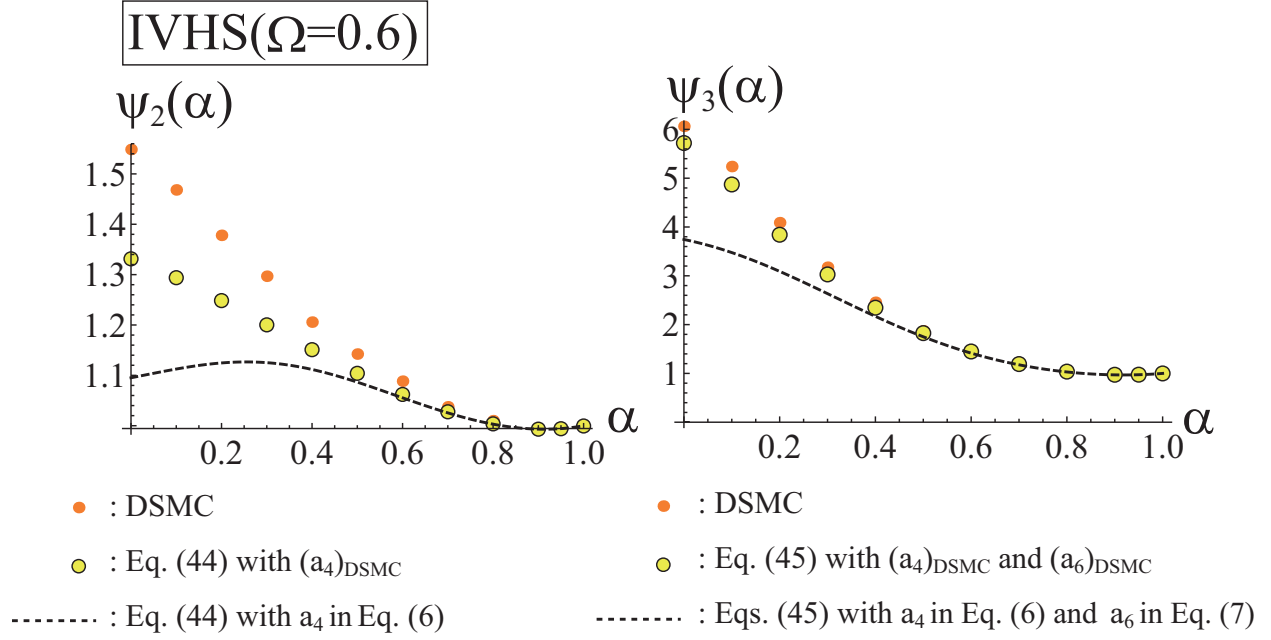 IVHS(Ω=0.6)
ψ₂(α)
1.5
1.4
1.3
1.2
1.1
0.2 0.4 0.6 0.8 1.0
α
: DSMC
: Eq. (44) with (a₄)DSMC
: Eq. (44) with a₄ in Eq. (6)
ψ₃(α)
6
5
4
3
2
1
0.2 0.4 0.6 0.8 1.0
α
: DSMC
: Eq. (45) with (a₄)DSMC and (a₆)DSMC
: Eqs. (45) with a₄ in Eq. (6) and a₆ in Eq. (7)